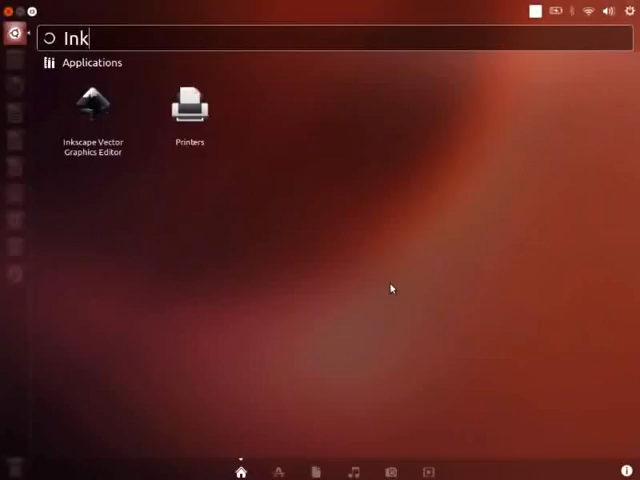 Ink
Applications
Inkscape Vector
Graphics Editor
Printers